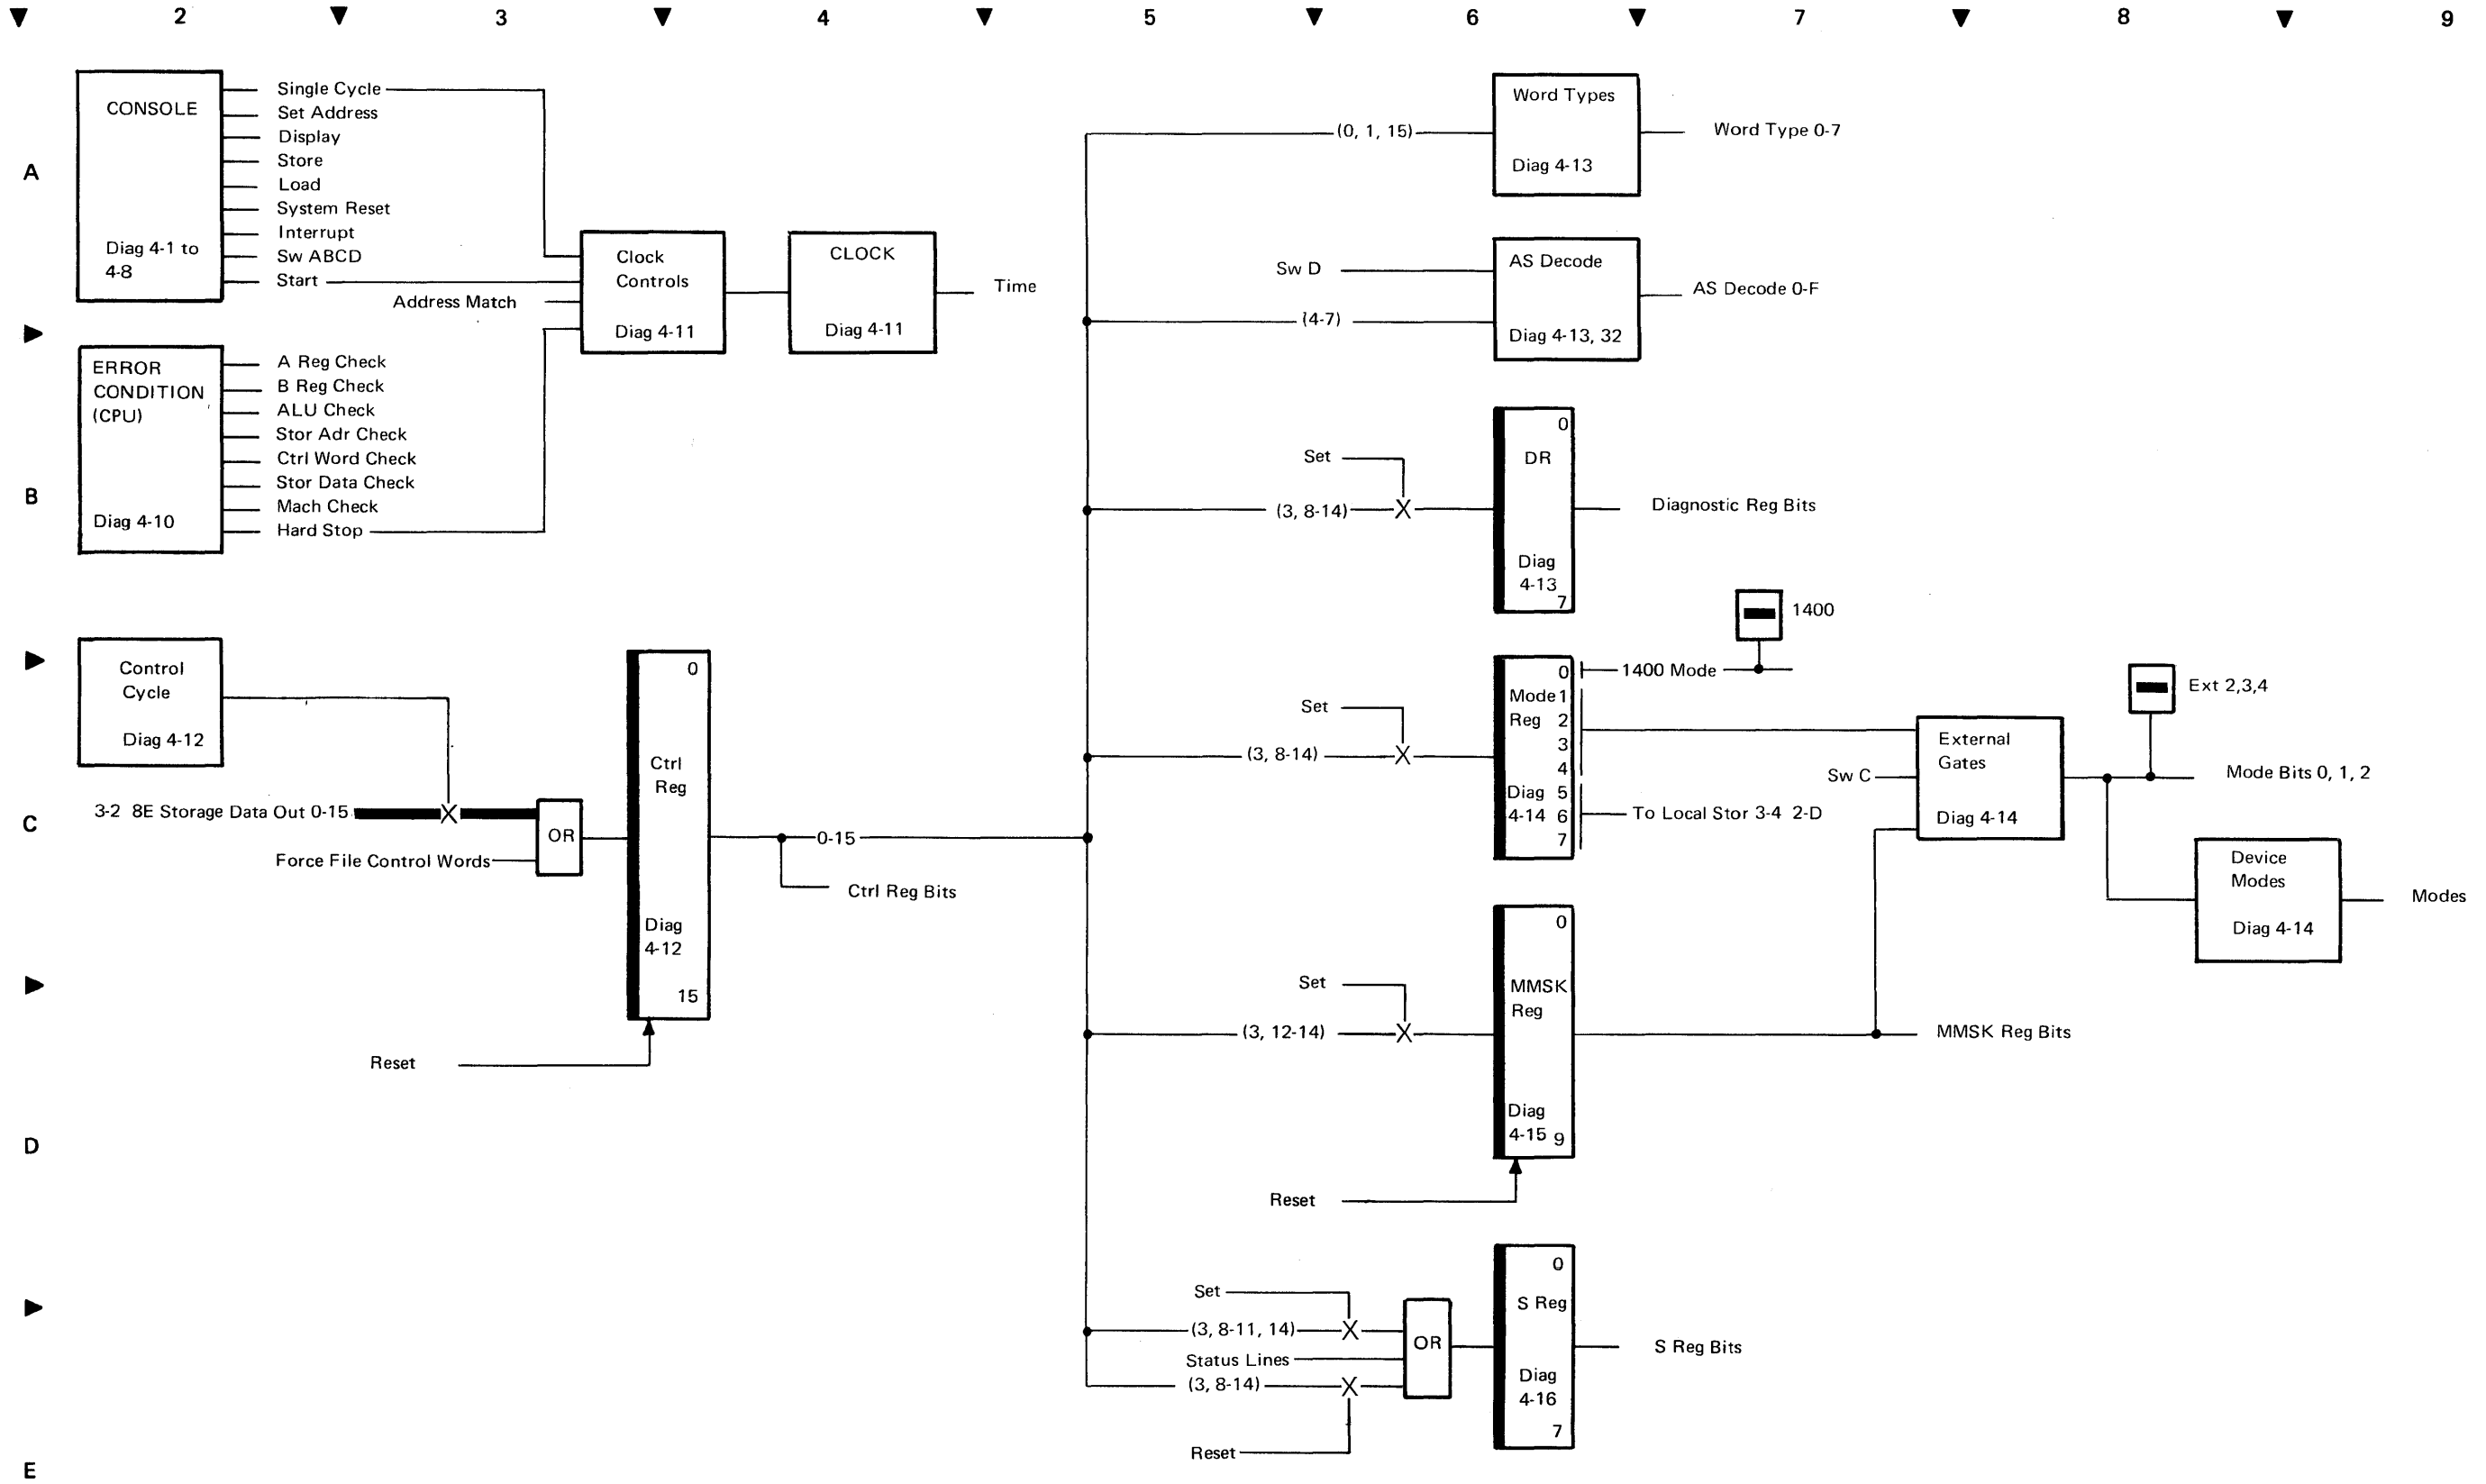 2 3 4 5 6 7 8 9
A
B
C
D
E
CONSOLE
Diag 4-1 to
4-8
Single Cycle
Set Address
Display
Store
Load
System Reset
Interrupt
Sw ABCD
Start
Address Match
Clock
Controls
Diag 4-11
CLOCK
Diag 4-11
Time
ERROR
CONDITION
(CPU)
Diag 4-10
A Reg Check
B Reg Check
ALU Check
Stor Adr Check
Ctrl Word Check
Stor Data Check
Mach Check
Hard Stop
Control
Cycle
Diag 4-12
3-2 8E Storage Data Out 0-15
Force File Control Words
OR
0
Ctrl
Reg
Diag
4-12
15
Reset
0-15
Ctrl Reg Bits
(0, 1, 15)
Word Types
Diag 4-13
Word Type 0-7
Sw D
(4-7)
AS Decode
Diag 4-13, 32
AS Decode 0-F
Set
(3, 8-14)
X
0
DR
Diag
4-13
7
Diagnostic Reg Bits
Set
(3, 8-14)
X
0
Mode 1
Reg 2
3
4
Diag 5
4-14 6
7
1400 Mode
1400
To Local Stor 3-4 2-D
Sw C
External
Gates
Diag 4-14
Ext 2,3,4
Mode Bits 0, 1, 2
Device
Modes
Diag 4-14
Modes
Set
(3, 12-14)
X
0
MMSK
Reg
Diag
4-15 9
MMSK Reg Bits
Reset
Set
(3, 8-11, 14)
X
Status Lines
(3, 8-14)
X
Reset
OR
0
S Reg
Diag
4-16
7
S Reg Bits